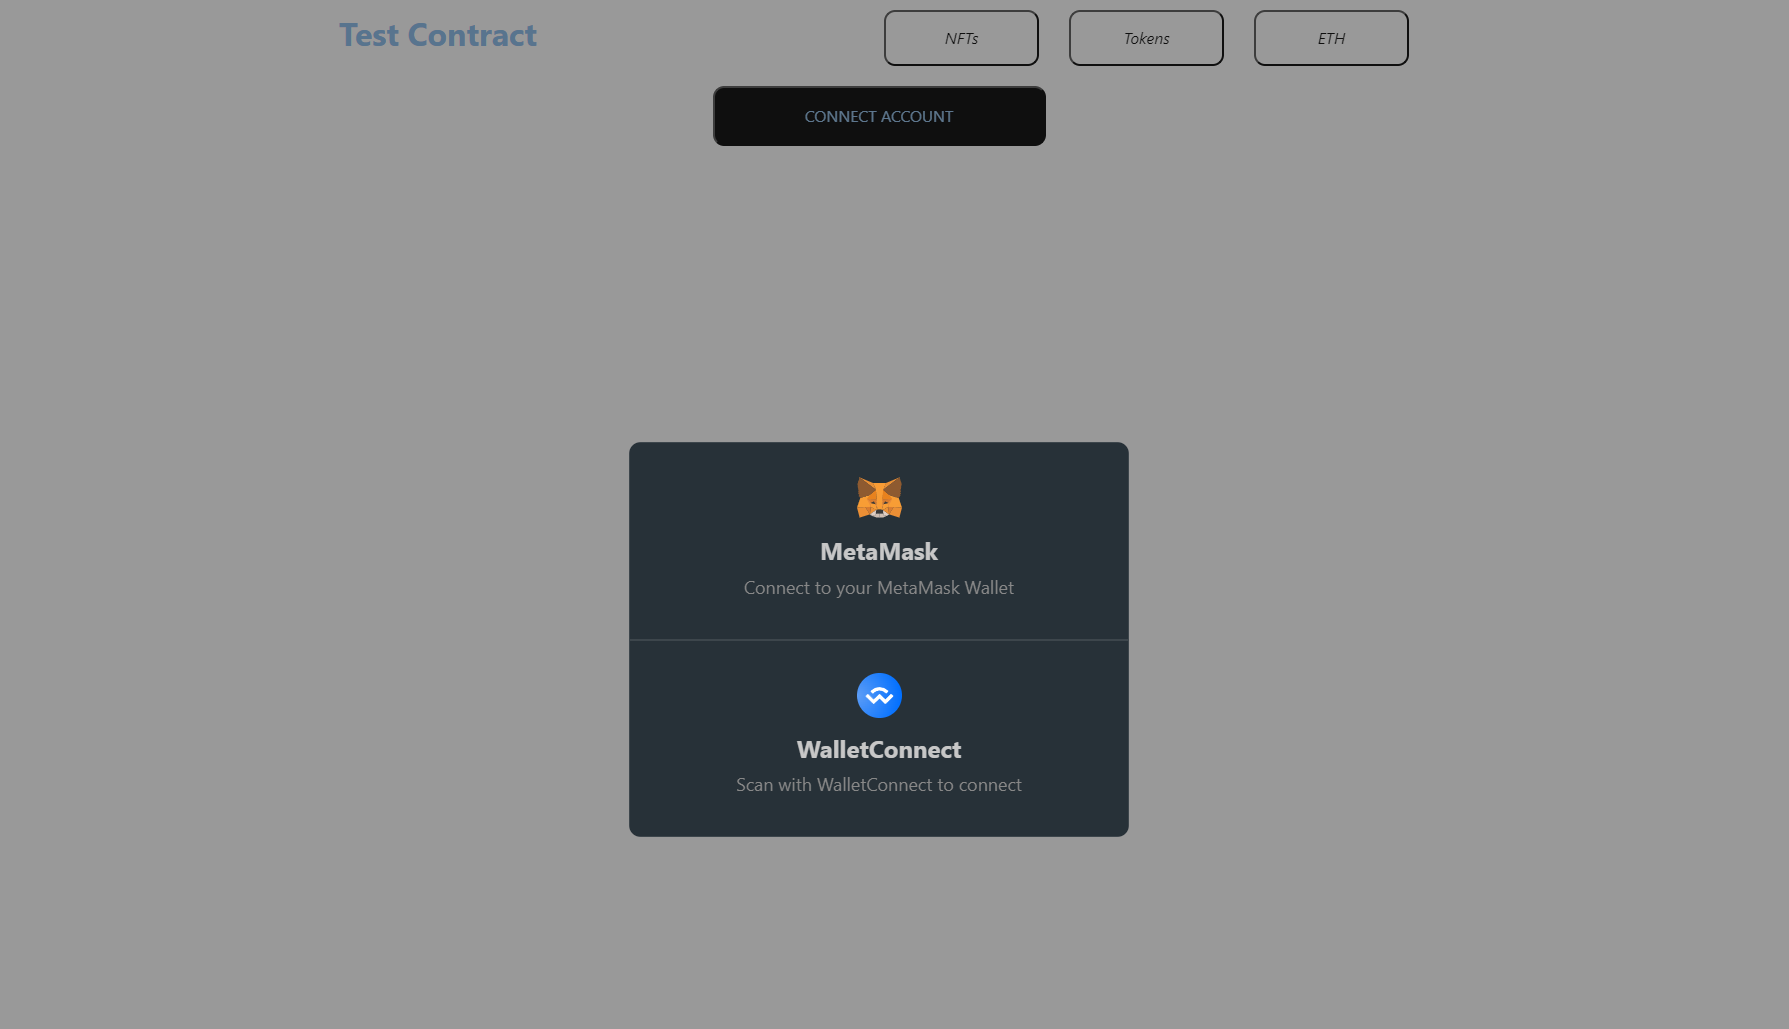 Test Contract
NFTs
Tokens
ETH
CONNECT ACCOUNT
MetaMask
Connect to your MetaMask Wallet
WalletConnect
Scan with WalletConnect to connect